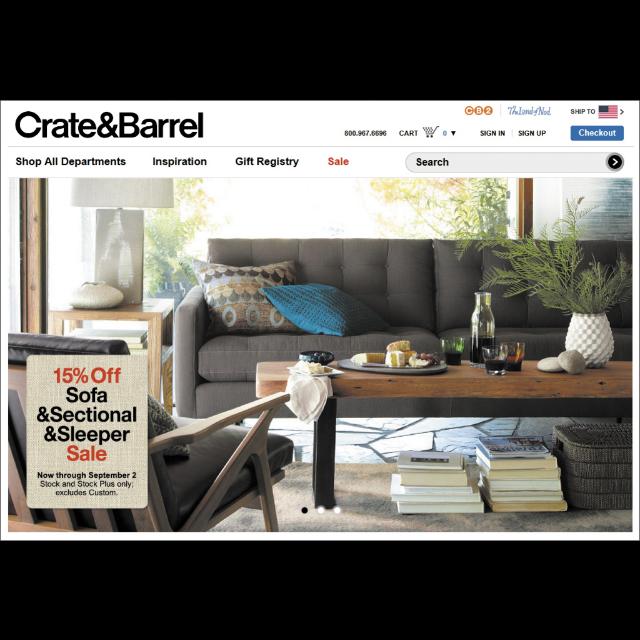 CB2 The Land of Nod. SHIP TO
Crate&Barrel
800.967.6696 CART 0 SIGN IN SIGN UP Checkout
Shop All Departments Inspiration Gift Registry Sale Search
15% Off
Sofa
&Sectional
&Sleeper
Sale
Now through September 2
Stock and Stock Plus only;
excludes Custom.